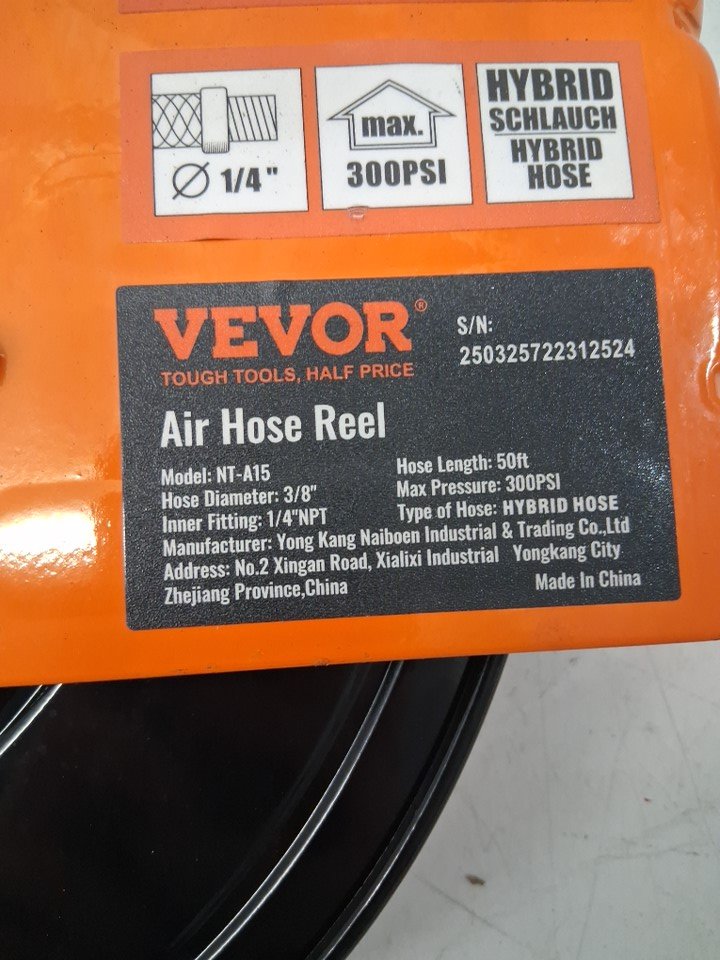 Ø 1/4"
max.
300PSI
HYBRID
SCHLAUCH
HYBRID
HOSE
VEVOR®
TOUGH TOOLS, HALF PRICE
S/N:
250325722312524
Air Hose Reel
Model: NT-A15
Hose Diameter: 3/8"
Inner Fitting: 1/4"NPT
Hose Length: 50ft
Max Pressure: 300PSI
Type of Hose: HYBRID HOSE
Manufacturer: Yong Kang Naiboen Industrial & Trading Co.,Ltd
Address: No.2 Xingan Road, Xialixi Industrial Yongkang City
Zhejiang Province,China
Made In China